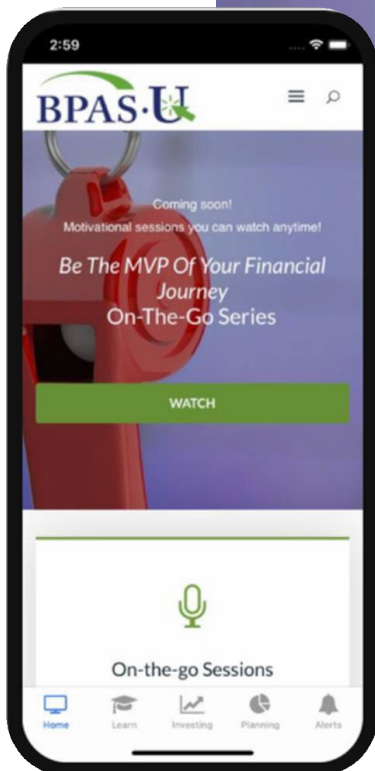 2:59
BPAS·U
Coming soon!
Motivational sessions you can watch anytime!
Be The MVP Of Your Financial
Journey
On-The-Go Series
WATCH
On-the-go Sessions
Home Learn Investing Planning Alerts